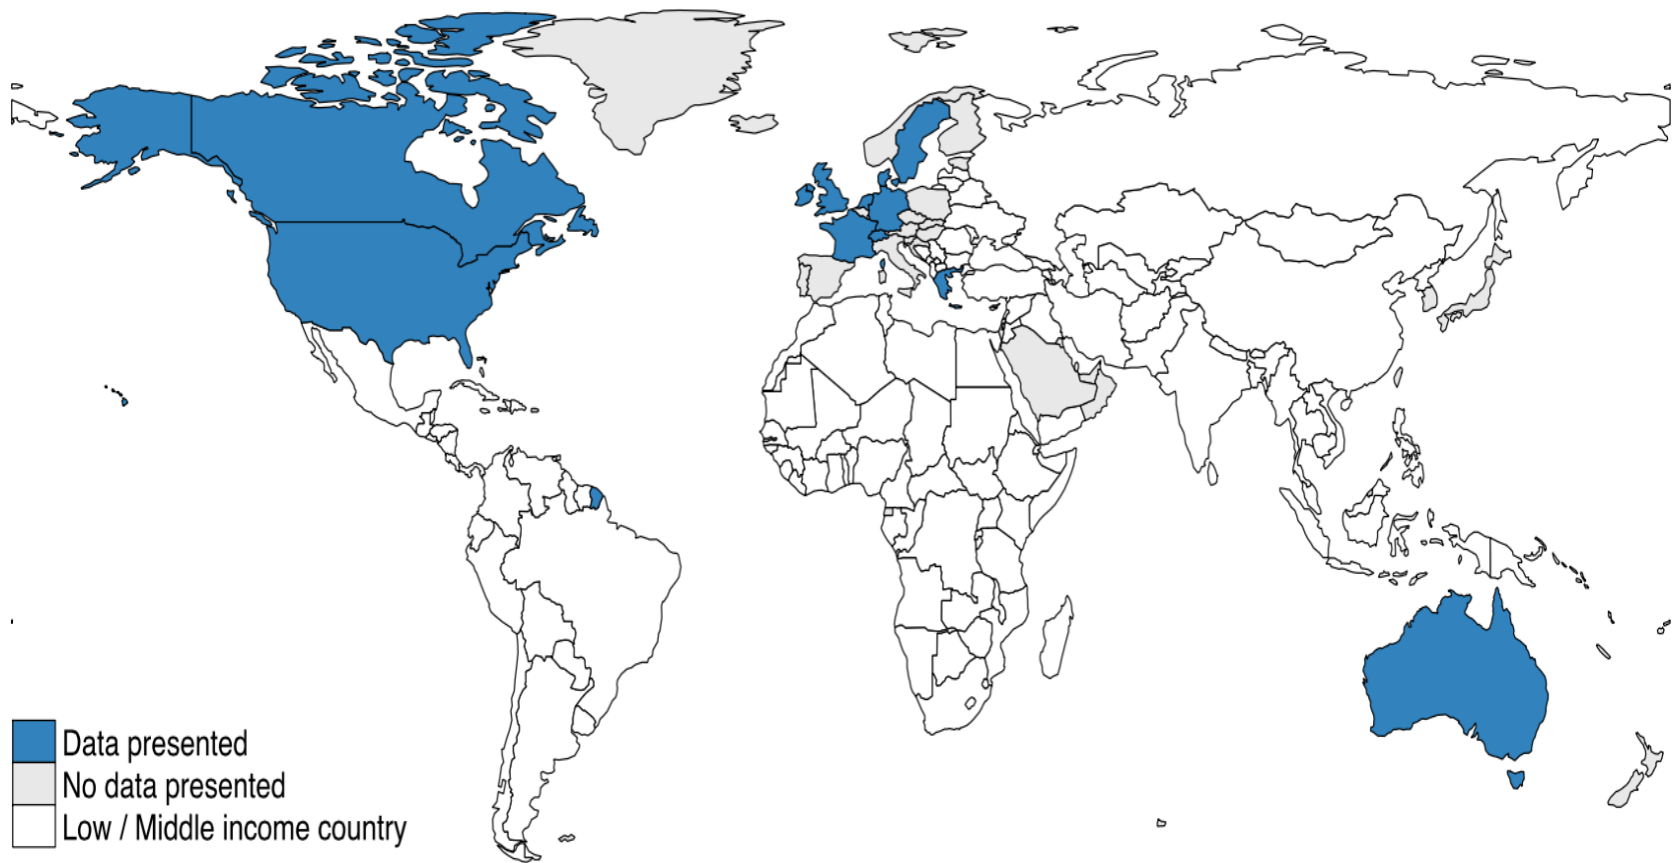 Data presented
No data presented
Low / Middle income country